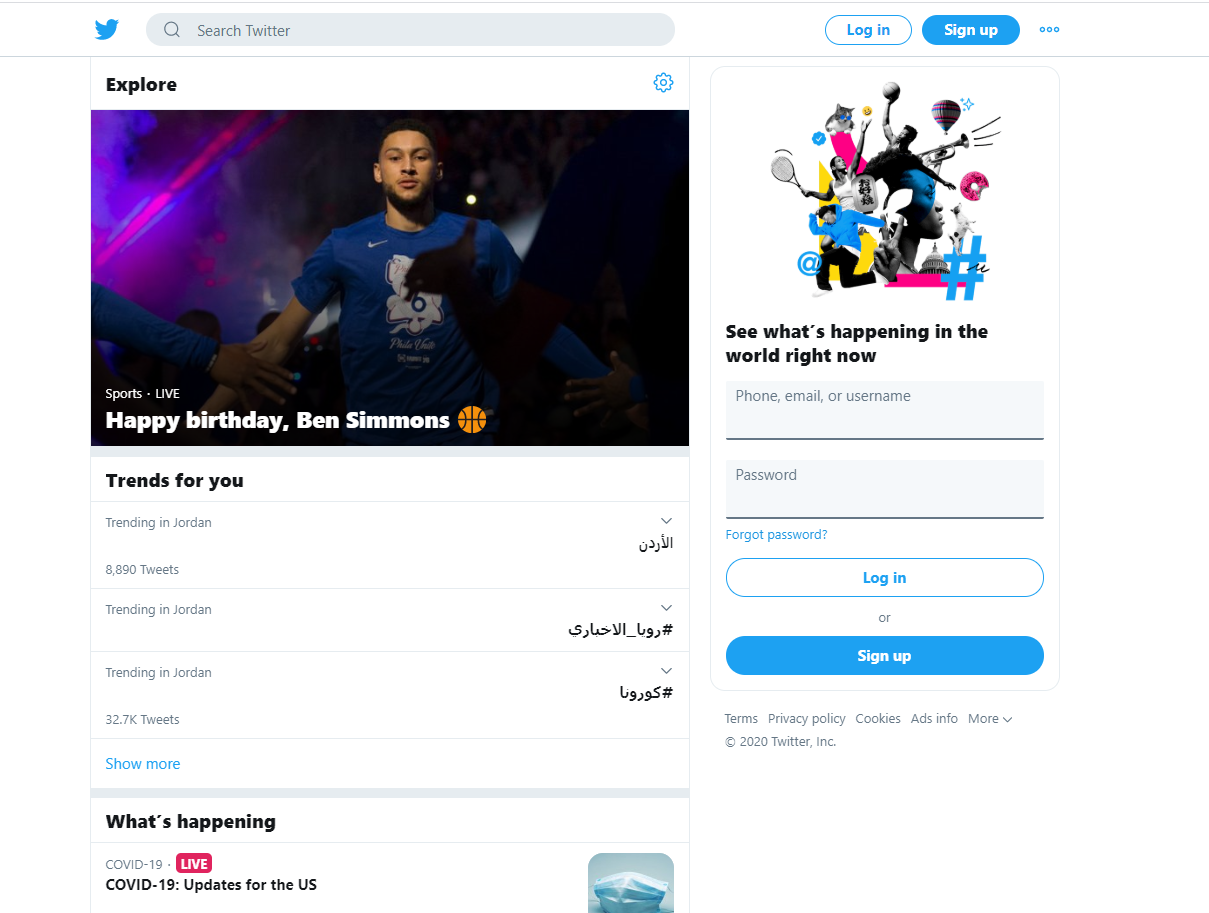 Search Twitter
Log in
Sign up
Explore
6
Phila Unite
Sports · LIVE
Happy birthday, Ben Simmons 🏀
Trends for you
Trending in Jordan
الأردن
8,890 Tweets
Trending in Jordan
#رويا_الاخباري
Trending in Jordan
#كورونا
32.7K Tweets
Show more
What´s happening
COVID-19 · LIVE
COVID-19: Updates for the US
@
#
See what´s happening in the
world right now
Phone, email, or username
Password
Forgot password?
Log in
or
Sign up
Terms Privacy policy Cookies Ads info More
© 2020 Twitter, Inc.